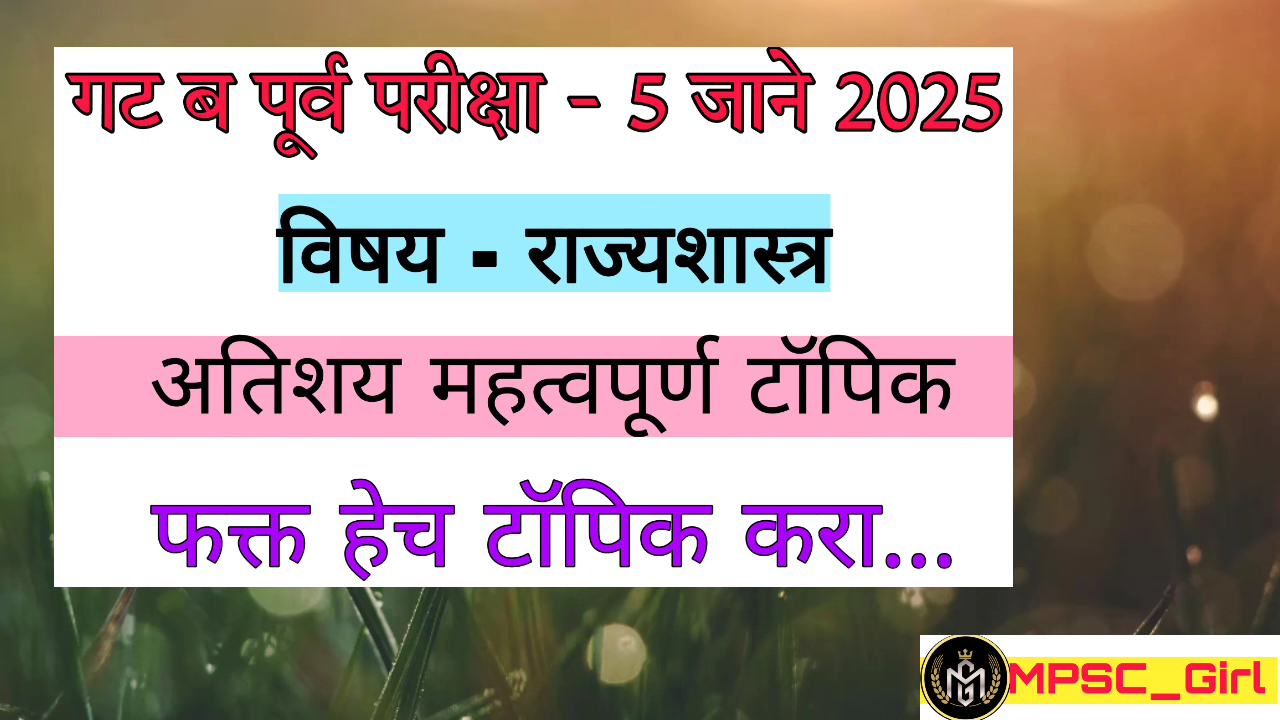 गट ब पूर्व परीक्षा - 5 जाने 2025
विषय - राज्यशास्त्र
अतिशय महत्वपूर्ण टॉपिक
फक्त हेच टॉपिक करा...
MPSC_Girl